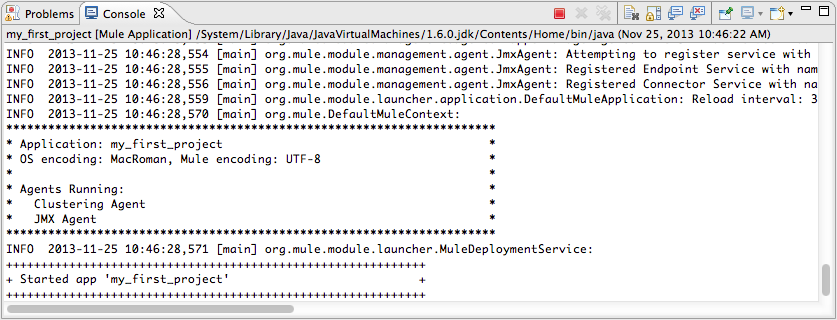 Problems Console
my_first_project [Mule Application] /System/Library/Java/JavaVirtualMachines/1.6.0.jdk/Contents/Home/bin/java (Nov 25, 2013 10:46:22 AM)
INFO  2013-11-25 10:46:28,554 [main] org.mule.module.management.agent.JmxAgent: Attempting to register service with
INFO  2013-11-25 10:46:28,555 [main] org.mule.module.management.agent.JmxAgent: Registered Endpoint Service with nam
INFO  2013-11-25 10:46:28,556 [main] org.mule.module.management.agent.JmxAgent: Registered Connector Service with na
INFO  2013-11-25 10:46:28,559 [main] org.mule.module.launcher.application.DefaultMuleApplication: Reload interval: 3
INFO  2013-11-25 10:46:28,570 [main] org.mule.DefaultMuleContext:
**********************************************************************
* Application: my_first_project                                      *
* OS encoding: MacRoman, Mule encoding: UTF-8                        *
*                                                                    *
* Agents Running:                                                    *
*   Clustering Agent                                                 *
*   JMX Agent                                                        *
**********************************************************************
INFO  2013-11-25 10:46:28,571 [main] org.mule.module.launcher.MuleDeploymentService:
++++++++++++++++++++++++++++++++++++++++++++++++++++++++++++
+ Started app 'my_first_project'                           +
++++++++++++++++++++++++++++++++++++++++++++++++++++++++++++